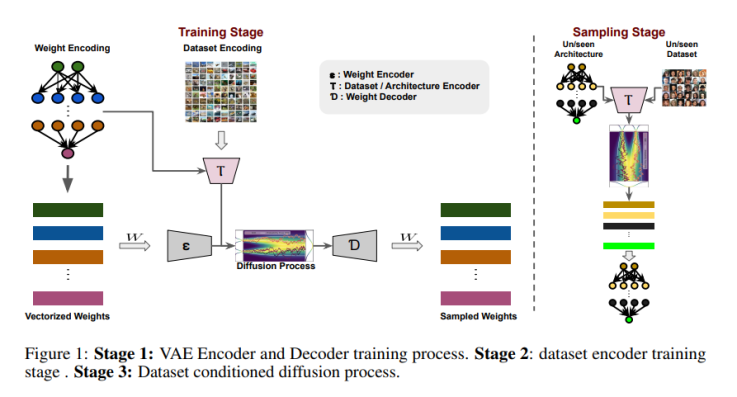 Training Stage
Weight Encoding
Dataset Encoding
ε : Weight Encoder
T : Dataset / Architecture Encoder
D : Weight Decoder
T
W
ε
Diffusion Process
D
W
Vectorized Weights
Sampled Weights
Sampling Stage
Un/seen
Architecture
Un/seen
Dataset
T
Figure 1: Stage 1: VAE Encoder and Decoder training process. Stage 2: dataset encoder training
stage . Stage 3: Dataset conditioned diffusion process.